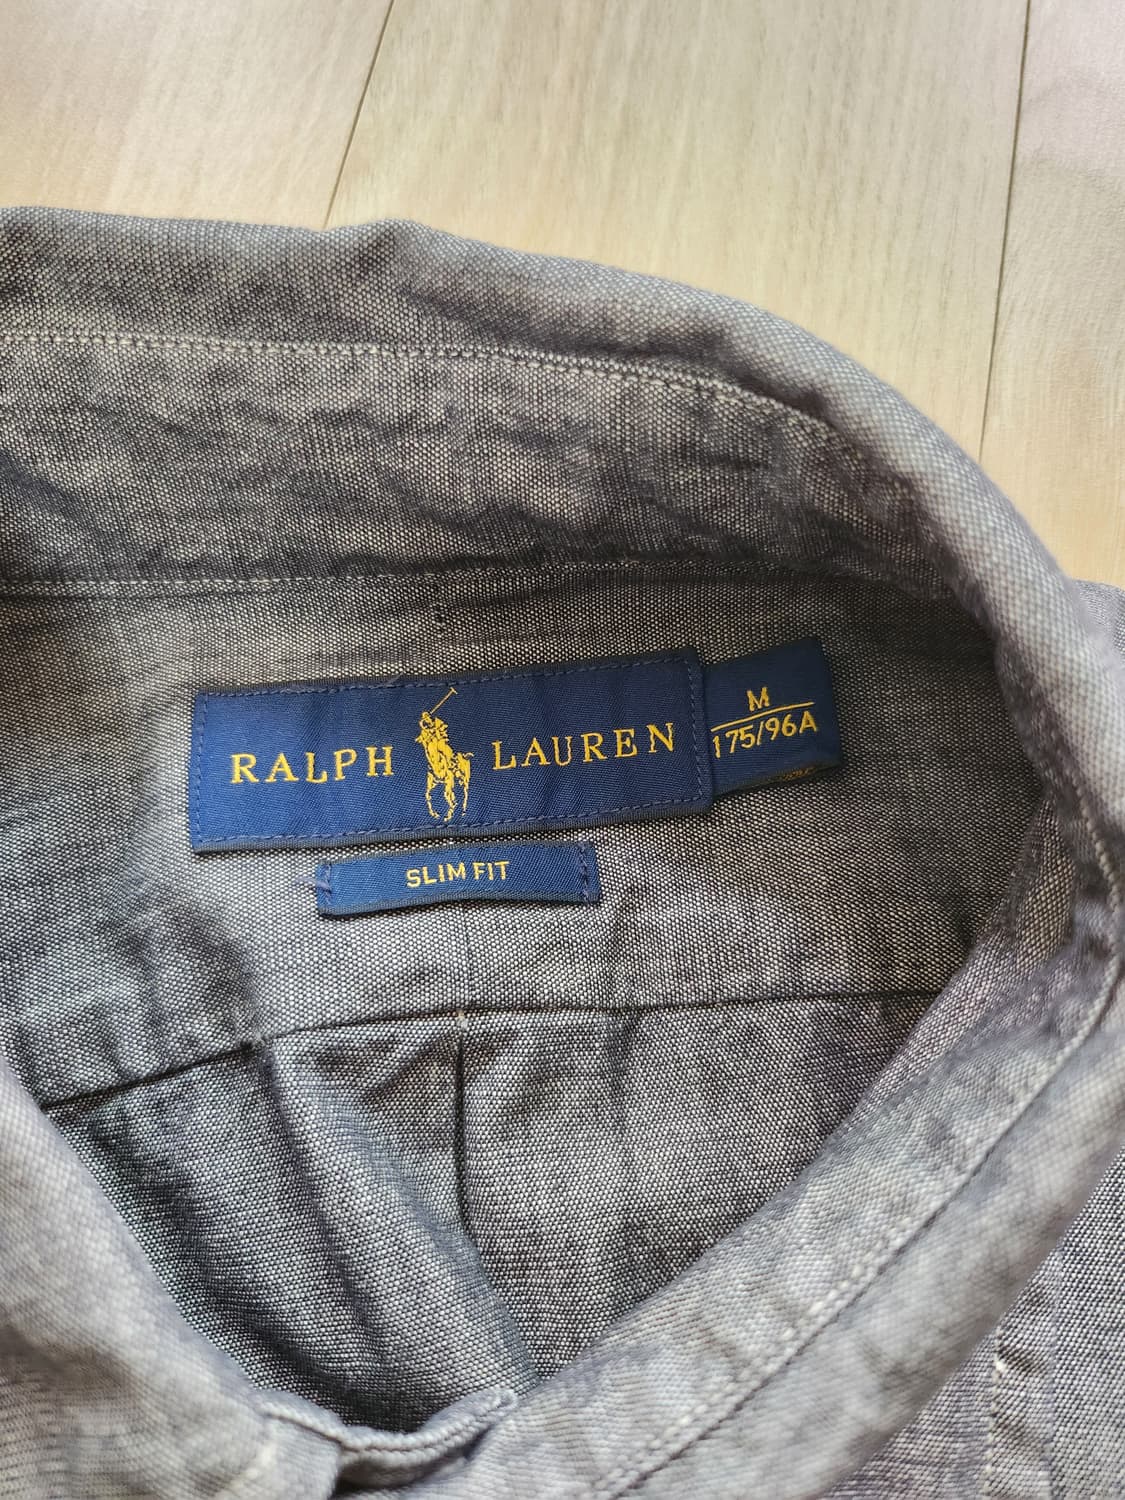 RALPH LAUREN
M
175/96A
SLIM FIT